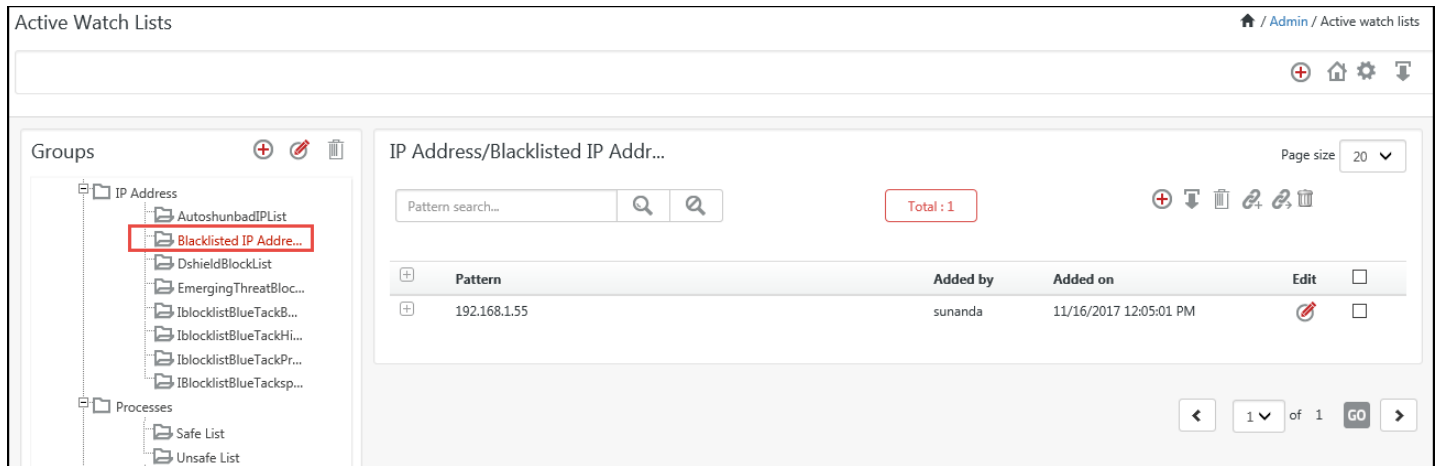 Active Watch Lists
/ Admin / Active watch lists
Groups
IP Address
AutoshunbadIPList
Blacklisted IP Addre...
DshieldBlockList
EmergingThreatBloc...
IblocklistBlueTackB...
IblocklistBlueTackHi...
IblocklistBlueTackPr...
IBlocklistBlueTacksp...
Processes
Safe List
Unsafe List
IP Address/Blacklisted IP Addr...
Page size 20
Pattern search...
Total : 1
Pattern Added by Added on Edit
192.168.1.55 sunanda 11/16/2017 12:05:01 PM
1 of 1 GO